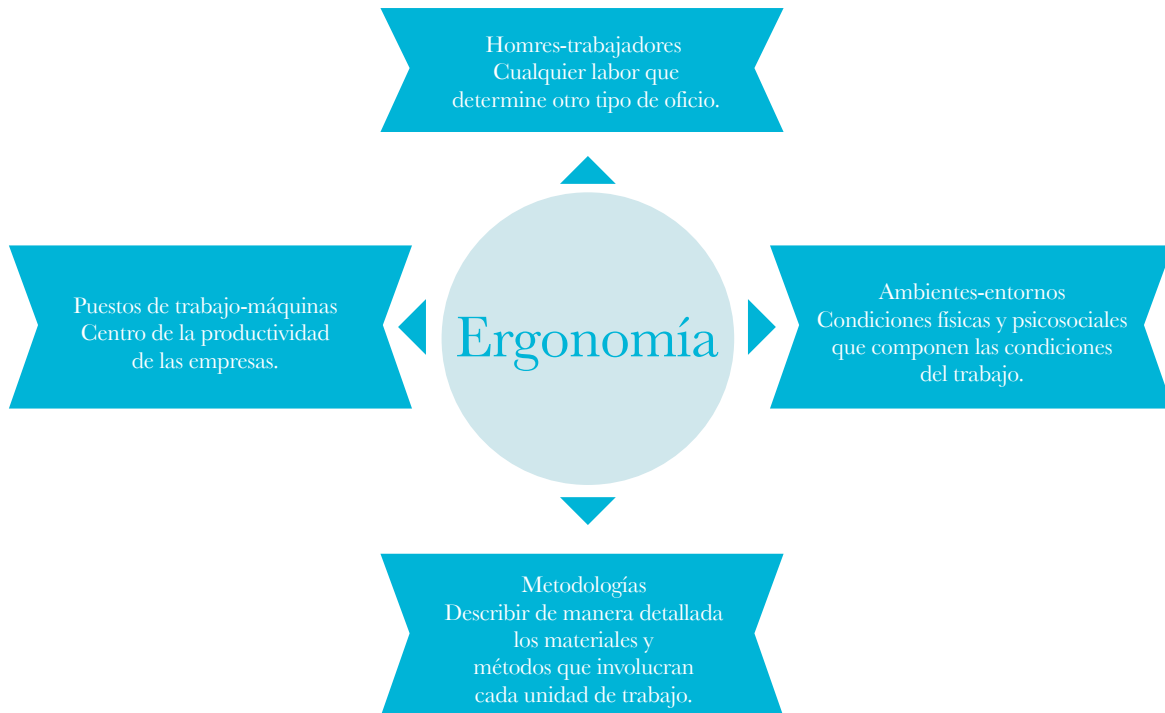 Homres-trabajadores
Cualquier labor que
determine otro tipo de oficio.
Puestos de trabajo-máquinas
Centro de la productividad
de las empresas.
Ergonomía
Ambientes-entornos
Condiciones físicas y psicosociales
que componen las condiciones
del trabajo.
Metodologías
Describir de manera detallada
los materiales y
métodos que involucran
cada unidad de trabajo.